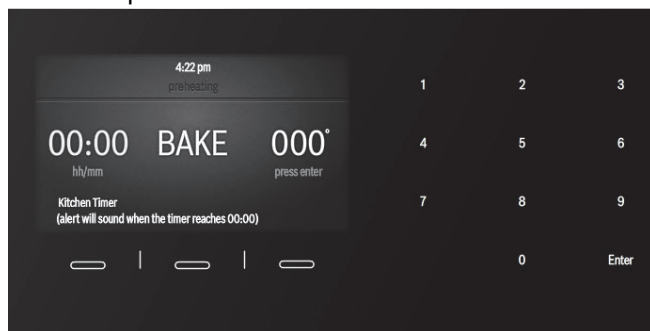 4:22 pm
preheating
00:00 BAKE 000°
hh/mm press enter
Kitchen Timer
(alert will sound when the timer reaches 00:00)
1 2 3
4 5 6
7 8 9
0 Enter